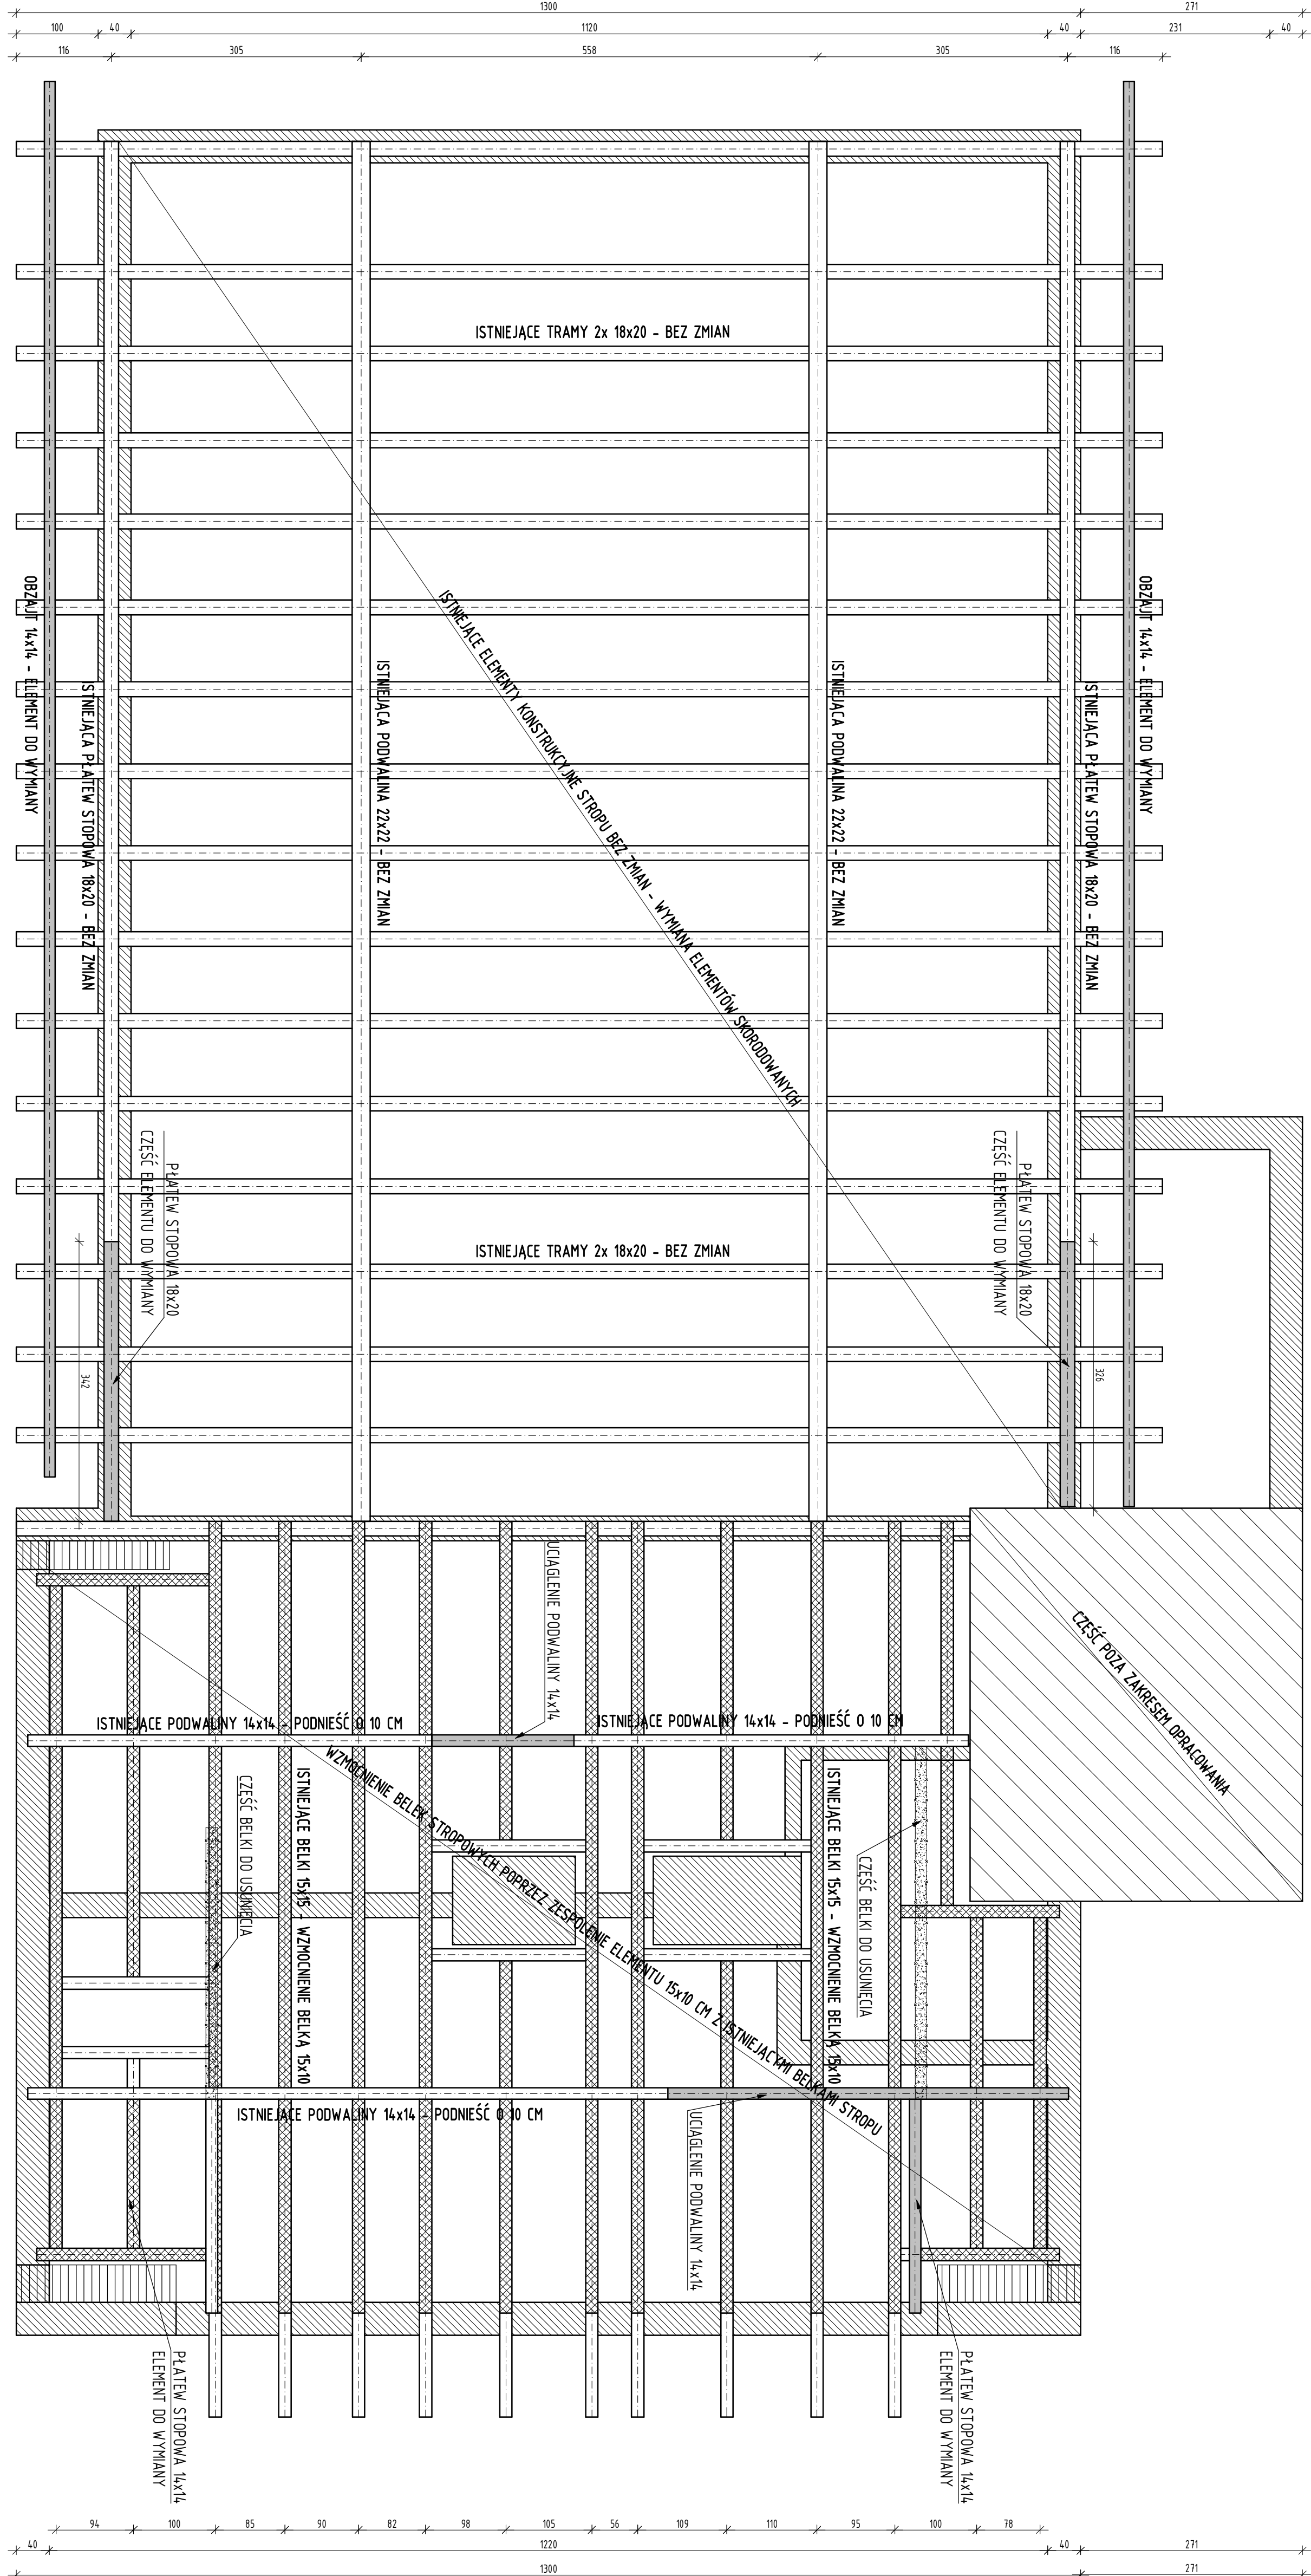 1300 271
100 40 1120 40 231 40
116 305 558 305 116
ISTNIEJĄCE TRAMY 2x 18x20 - BEZ ZMIAN
OBZAJT 14x14 - ELEMENT DO WYMIANY
ISTNIEJĄCA PŁATEW STOPOWA 18x20 - BEZ ZMIAN
ISTNIEJĄCA PODWALINA 22x22 - BEZ ZMIAN
ISTNIEJĄCE ELEMENTY KONSTRUKCYJNE STROPU BEZ ZMIAN - WYMIANA ELEMENTÓW SKORODOWANYCH
ISTNIEJĄCA PODWALINA 22x22 - BEZ ZMIAN
ISTNIEJĄCA PŁATEW STOPOWA 18x20 - BEZ ZMIAN
OBZAJT 14x14 - ELEMENT DO WYMIANY
PŁATEW STOPOWA 18x20
CZĘŚĆ ELEMENTU DO WYMIANY
PŁATEW STOPOWA 18x20
CZĘŚĆ ELEMENTU DO WYMIANY
ISTNIEJĄCE TRAMY 2x 18x20 - BEZ ZMIAN
342
326
UCIĄGLENIE PODWALINY 14x14
CZĘŚĆ POZA ZAKRESEM OPRACOWANIA
ISTNIEJĄCE PODWALINY 14x14 - PODNIEŚĆ O 10 CM
ISTNIEJĄCE PODWALINY 14x14 - PODNIEŚĆ O 10 CM
WZMOCNIENIE BELEK STROPOWYCH POPRZEZ ZESPOLENIE ELEMENTU 15x10 CM Z ISTNIEJĄCYMI BELKAMI STROPU
CZĘŚĆ BELKI DO USUNIĘCIA
ISTNIEJĄCE BELKI 15x15 - WZMOCNIENIE BELKĄ 15x10
ISTNIEJĄCE BELKI 15x15 - WZMOCNIENIE BELKĄ 15x10
CZĘŚĆ BELKI DO USUNIĘCIA
ISTNIEJĄCE PODWALINY 14x14 - PODNIEŚĆ O 10 CM
UCIĄGLENIE PODWALINY 14x14
PŁATEW STOPOWA 14x14
ELEMENT DO WYMIANY
PŁATEW STOPOWA 14x14
ELEMENT DO WYMIANY
94 100 85 90 82 98 105 56 109 110 95 100 78
40 1220 40 271
1300 271